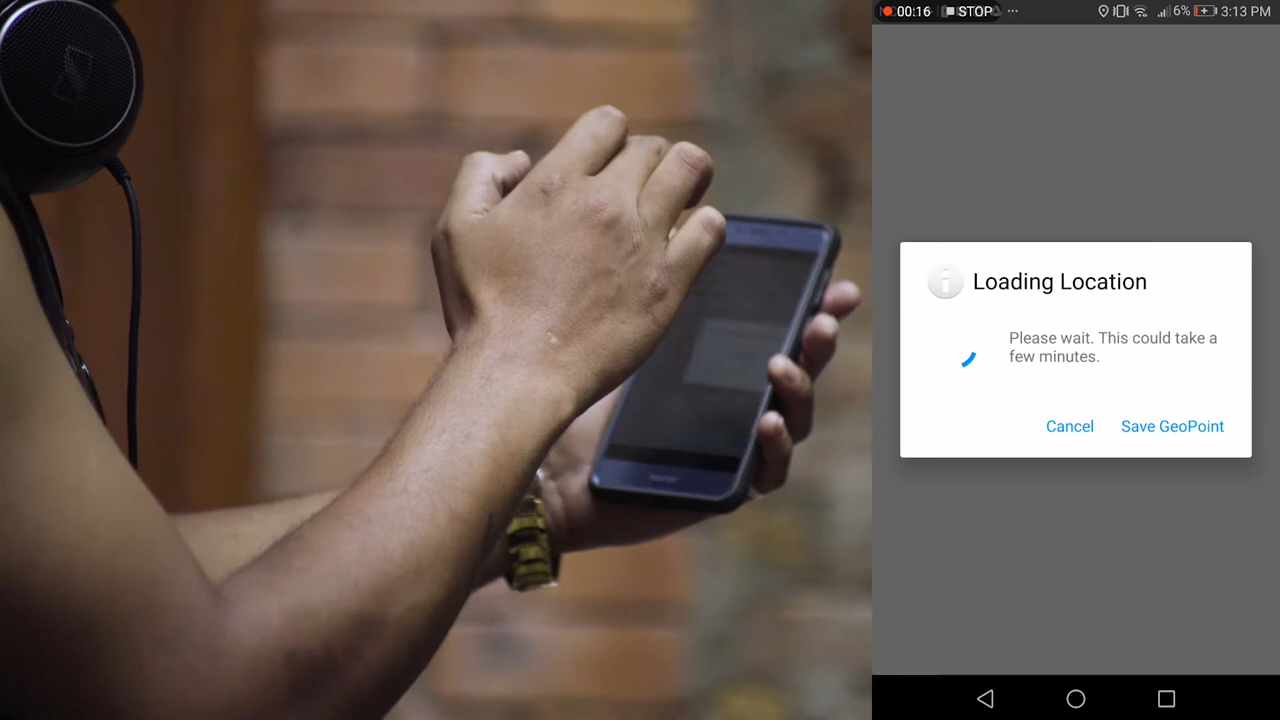 00:16 STOP ... 6% 3:13 PM
Loading Location
Please wait. This could take a
few minutes.
Cancel Save GeoPoint
honor